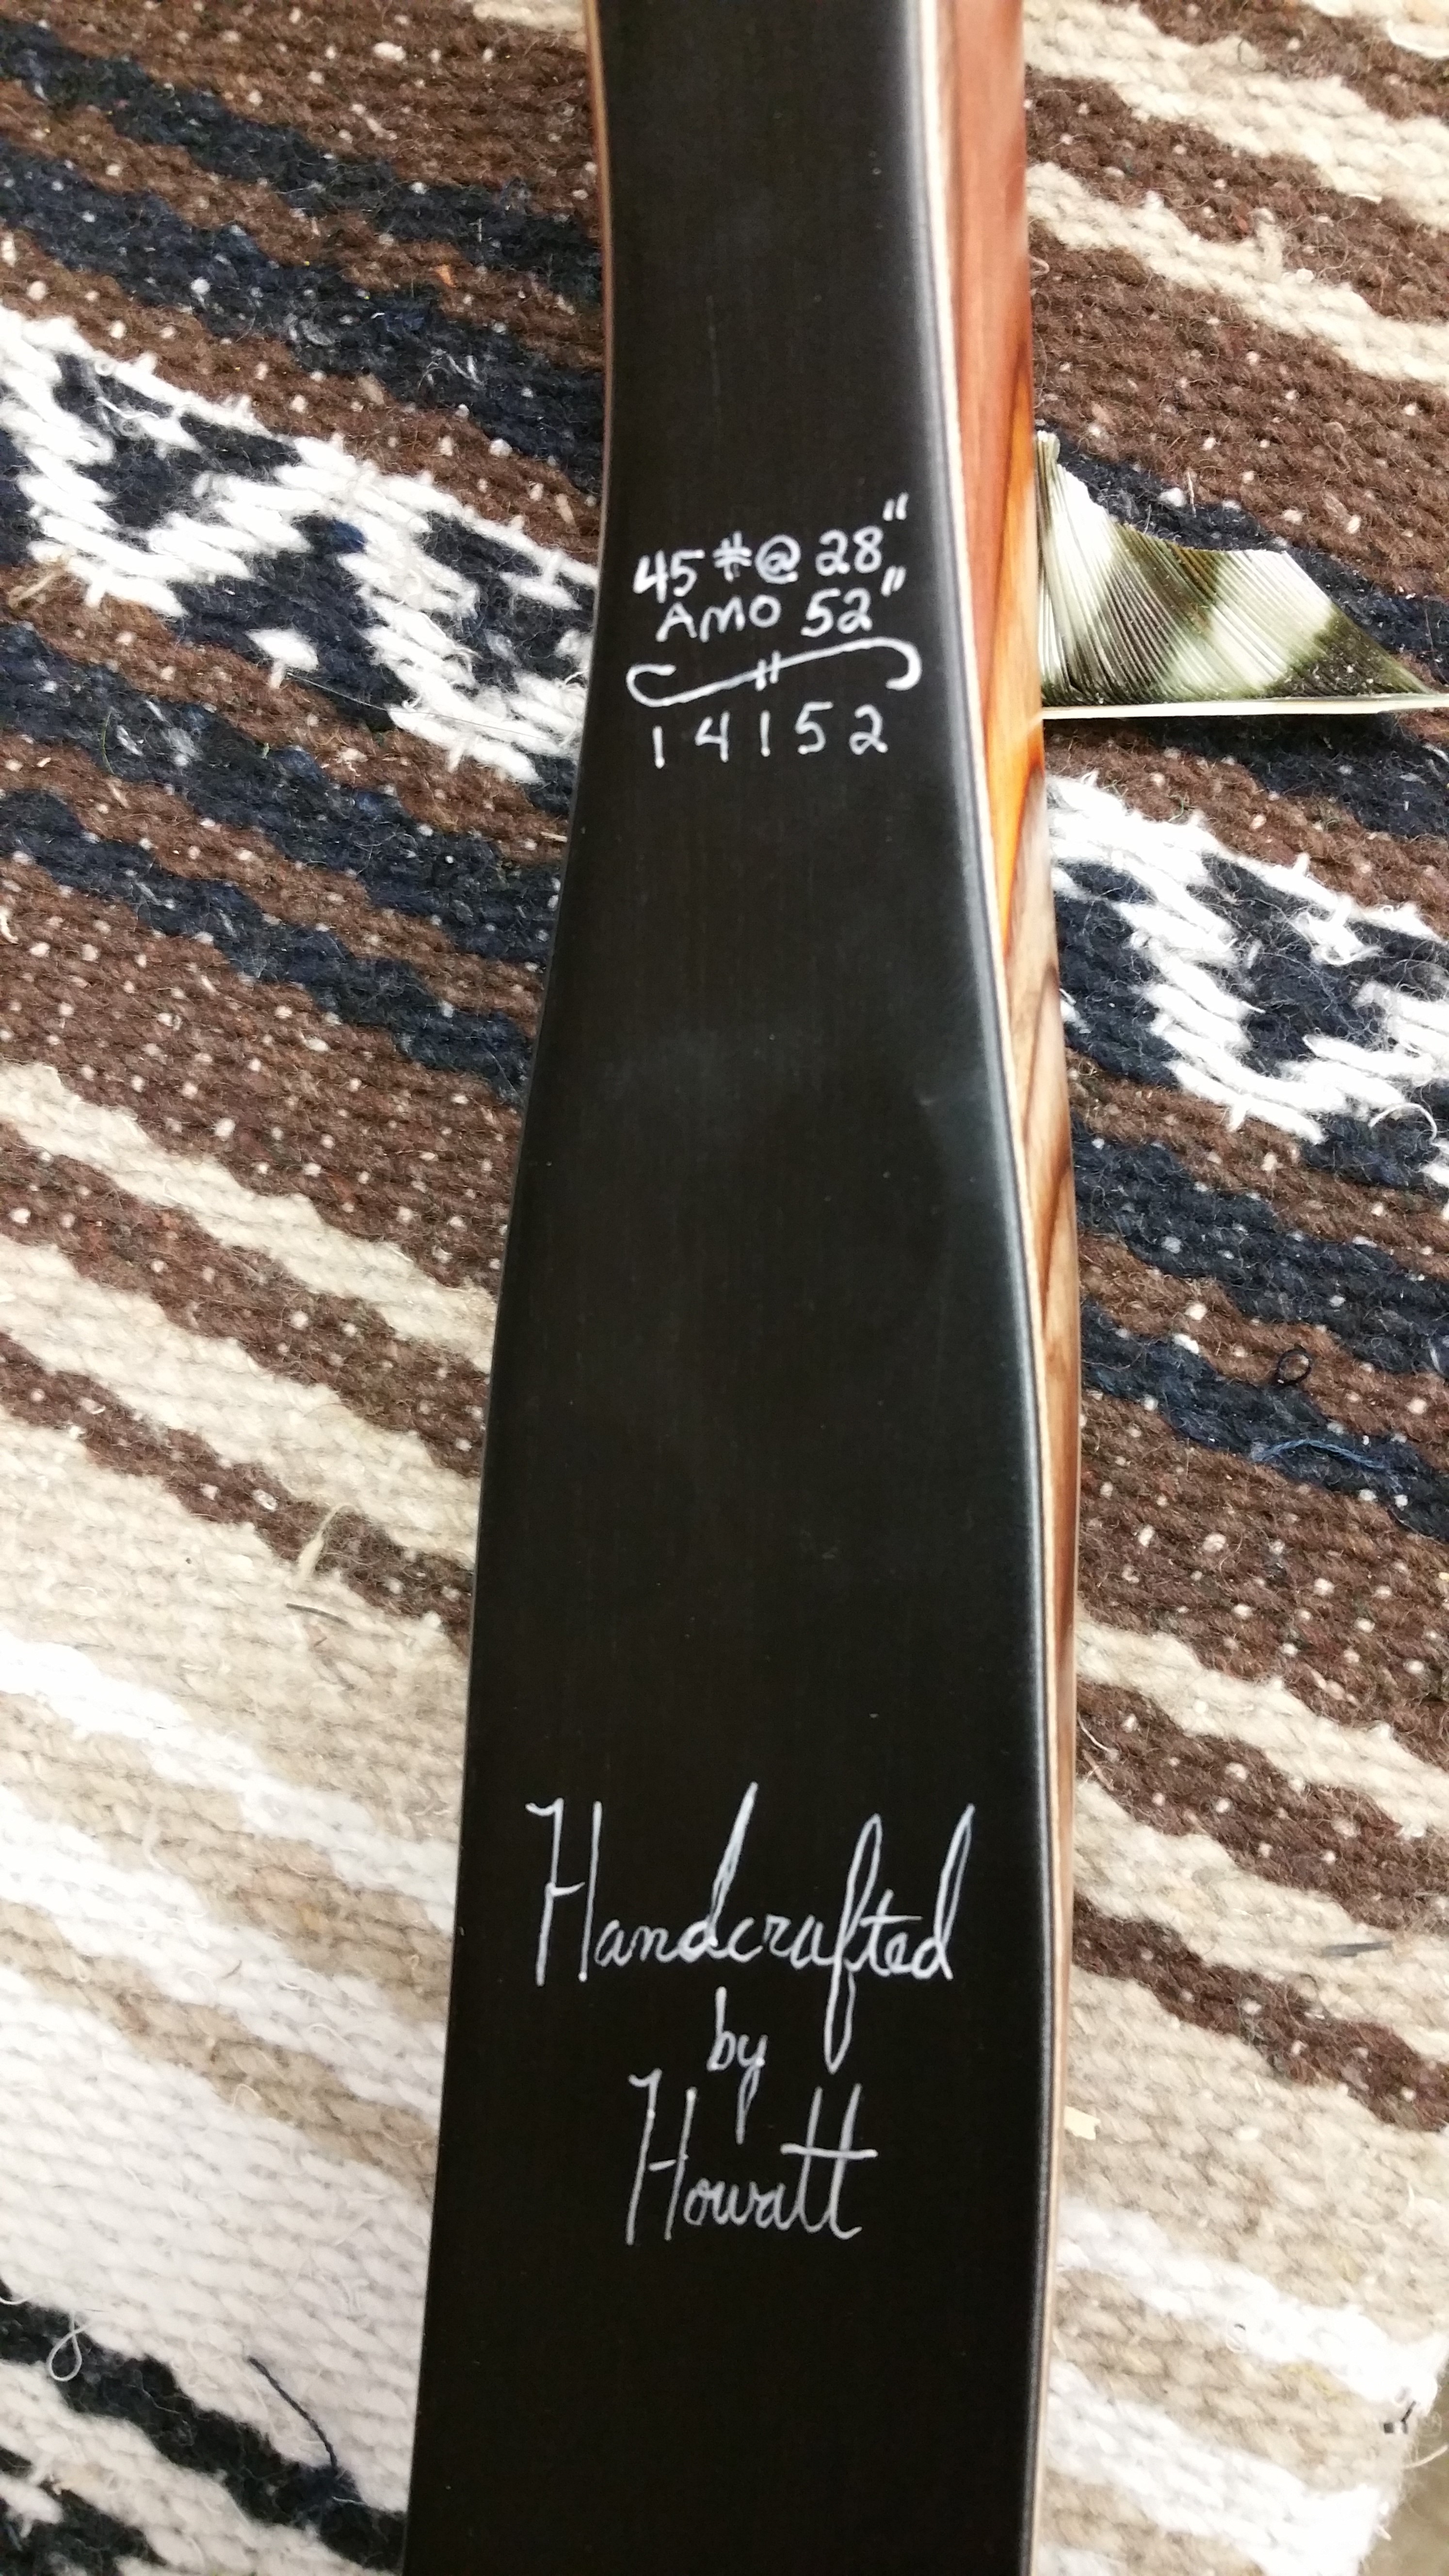 45#@ 28"
AMO 52"
14152
Handcrafted
by
Howatt